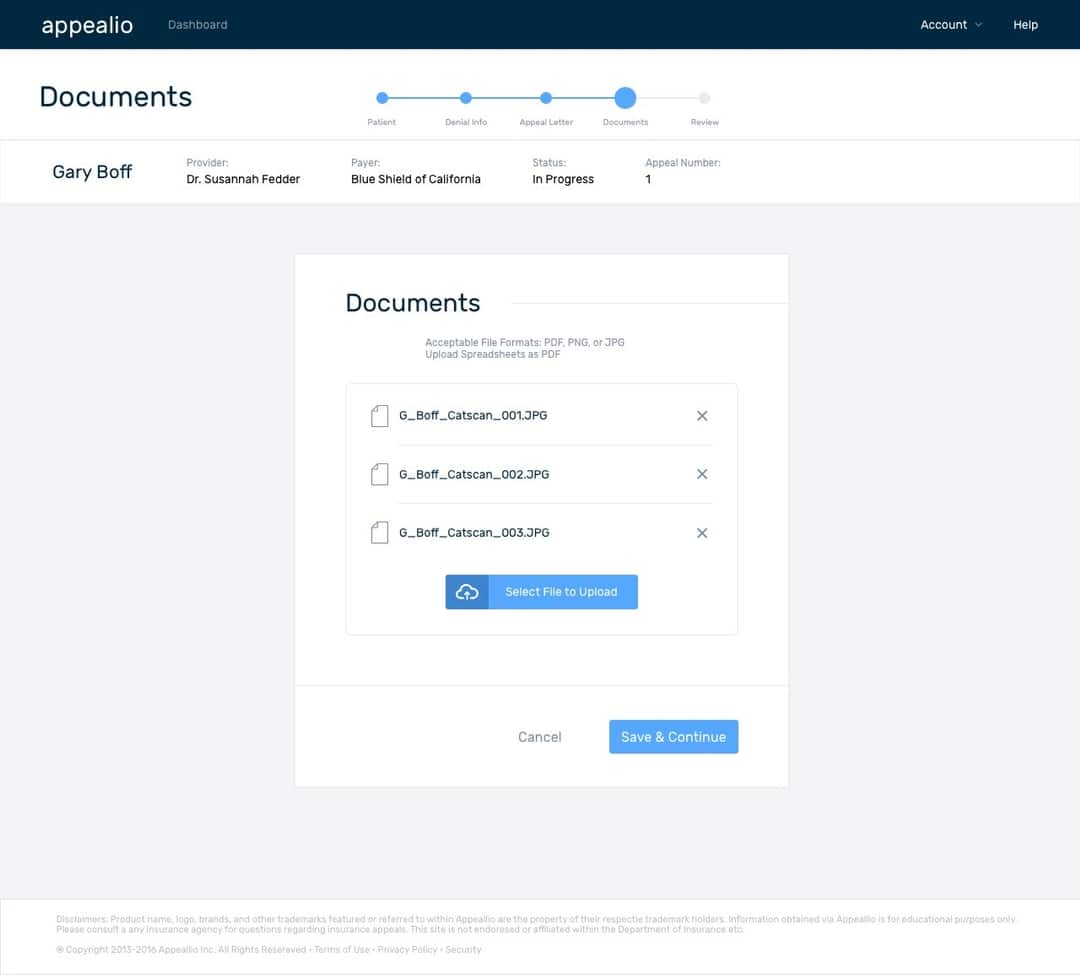 appealio
Dashboard
Account
Help
Documents
Patient
Denial Info
Appeal Letter
Documents
Review
Gary Boff
Provider:
Dr. Susannah Fedder
Payer:
Blue Shield of California
Status:
In Progress
Appeal Number:
1
Documents
Acceptable File Formats: PDF, PNG, or JPG
Upload Spreadsheets as PDF
G_Boff_Catscan_001.JPG
G_Boff_Catscan_002.JPG
G_Boff_Catscan_003.JPG
Select File to Upload
Cancel
Save & Continue
Disclaimers: Product name, logo, brands, and other trademarks featured or referred to within Appeallio are the property of their respectie trademark holders. Information obtained via Appeallio is for educational purposes only.
Please consult a any insurance agency for questions regarding insurance appeals. This site is not endorsed or affiliated within the Department of Insurance etc.
® Copyright 2013-2016 Appeallio Inc. All Rights Resereved • Terms of Use • Privacy Policy • Security